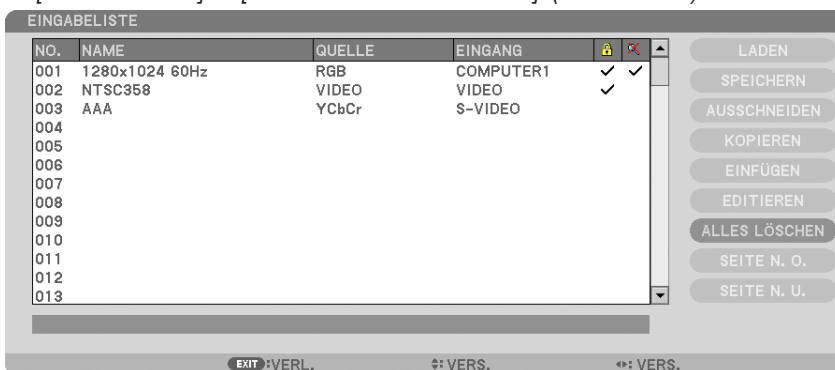 EINGABELISTE
NO. NAME QUELLE EINGANG
001 1280x1024 60Hz RGB COMPUTER1
002 NTSC358 VIDEO VIDEO
003 AAA YCbCr S-VIDEO
004
005
006
007
008
009
010
011
012
013
LADEN
SPEICHERN
AUSSCHNEIDEN
KOPIEREN
EINFÜGEN
EDITIEREN
ALLES LÖSCHEN
SEITE N. O.
SEITE N. U.
EXIT :VERL. :VERS. :VERS.